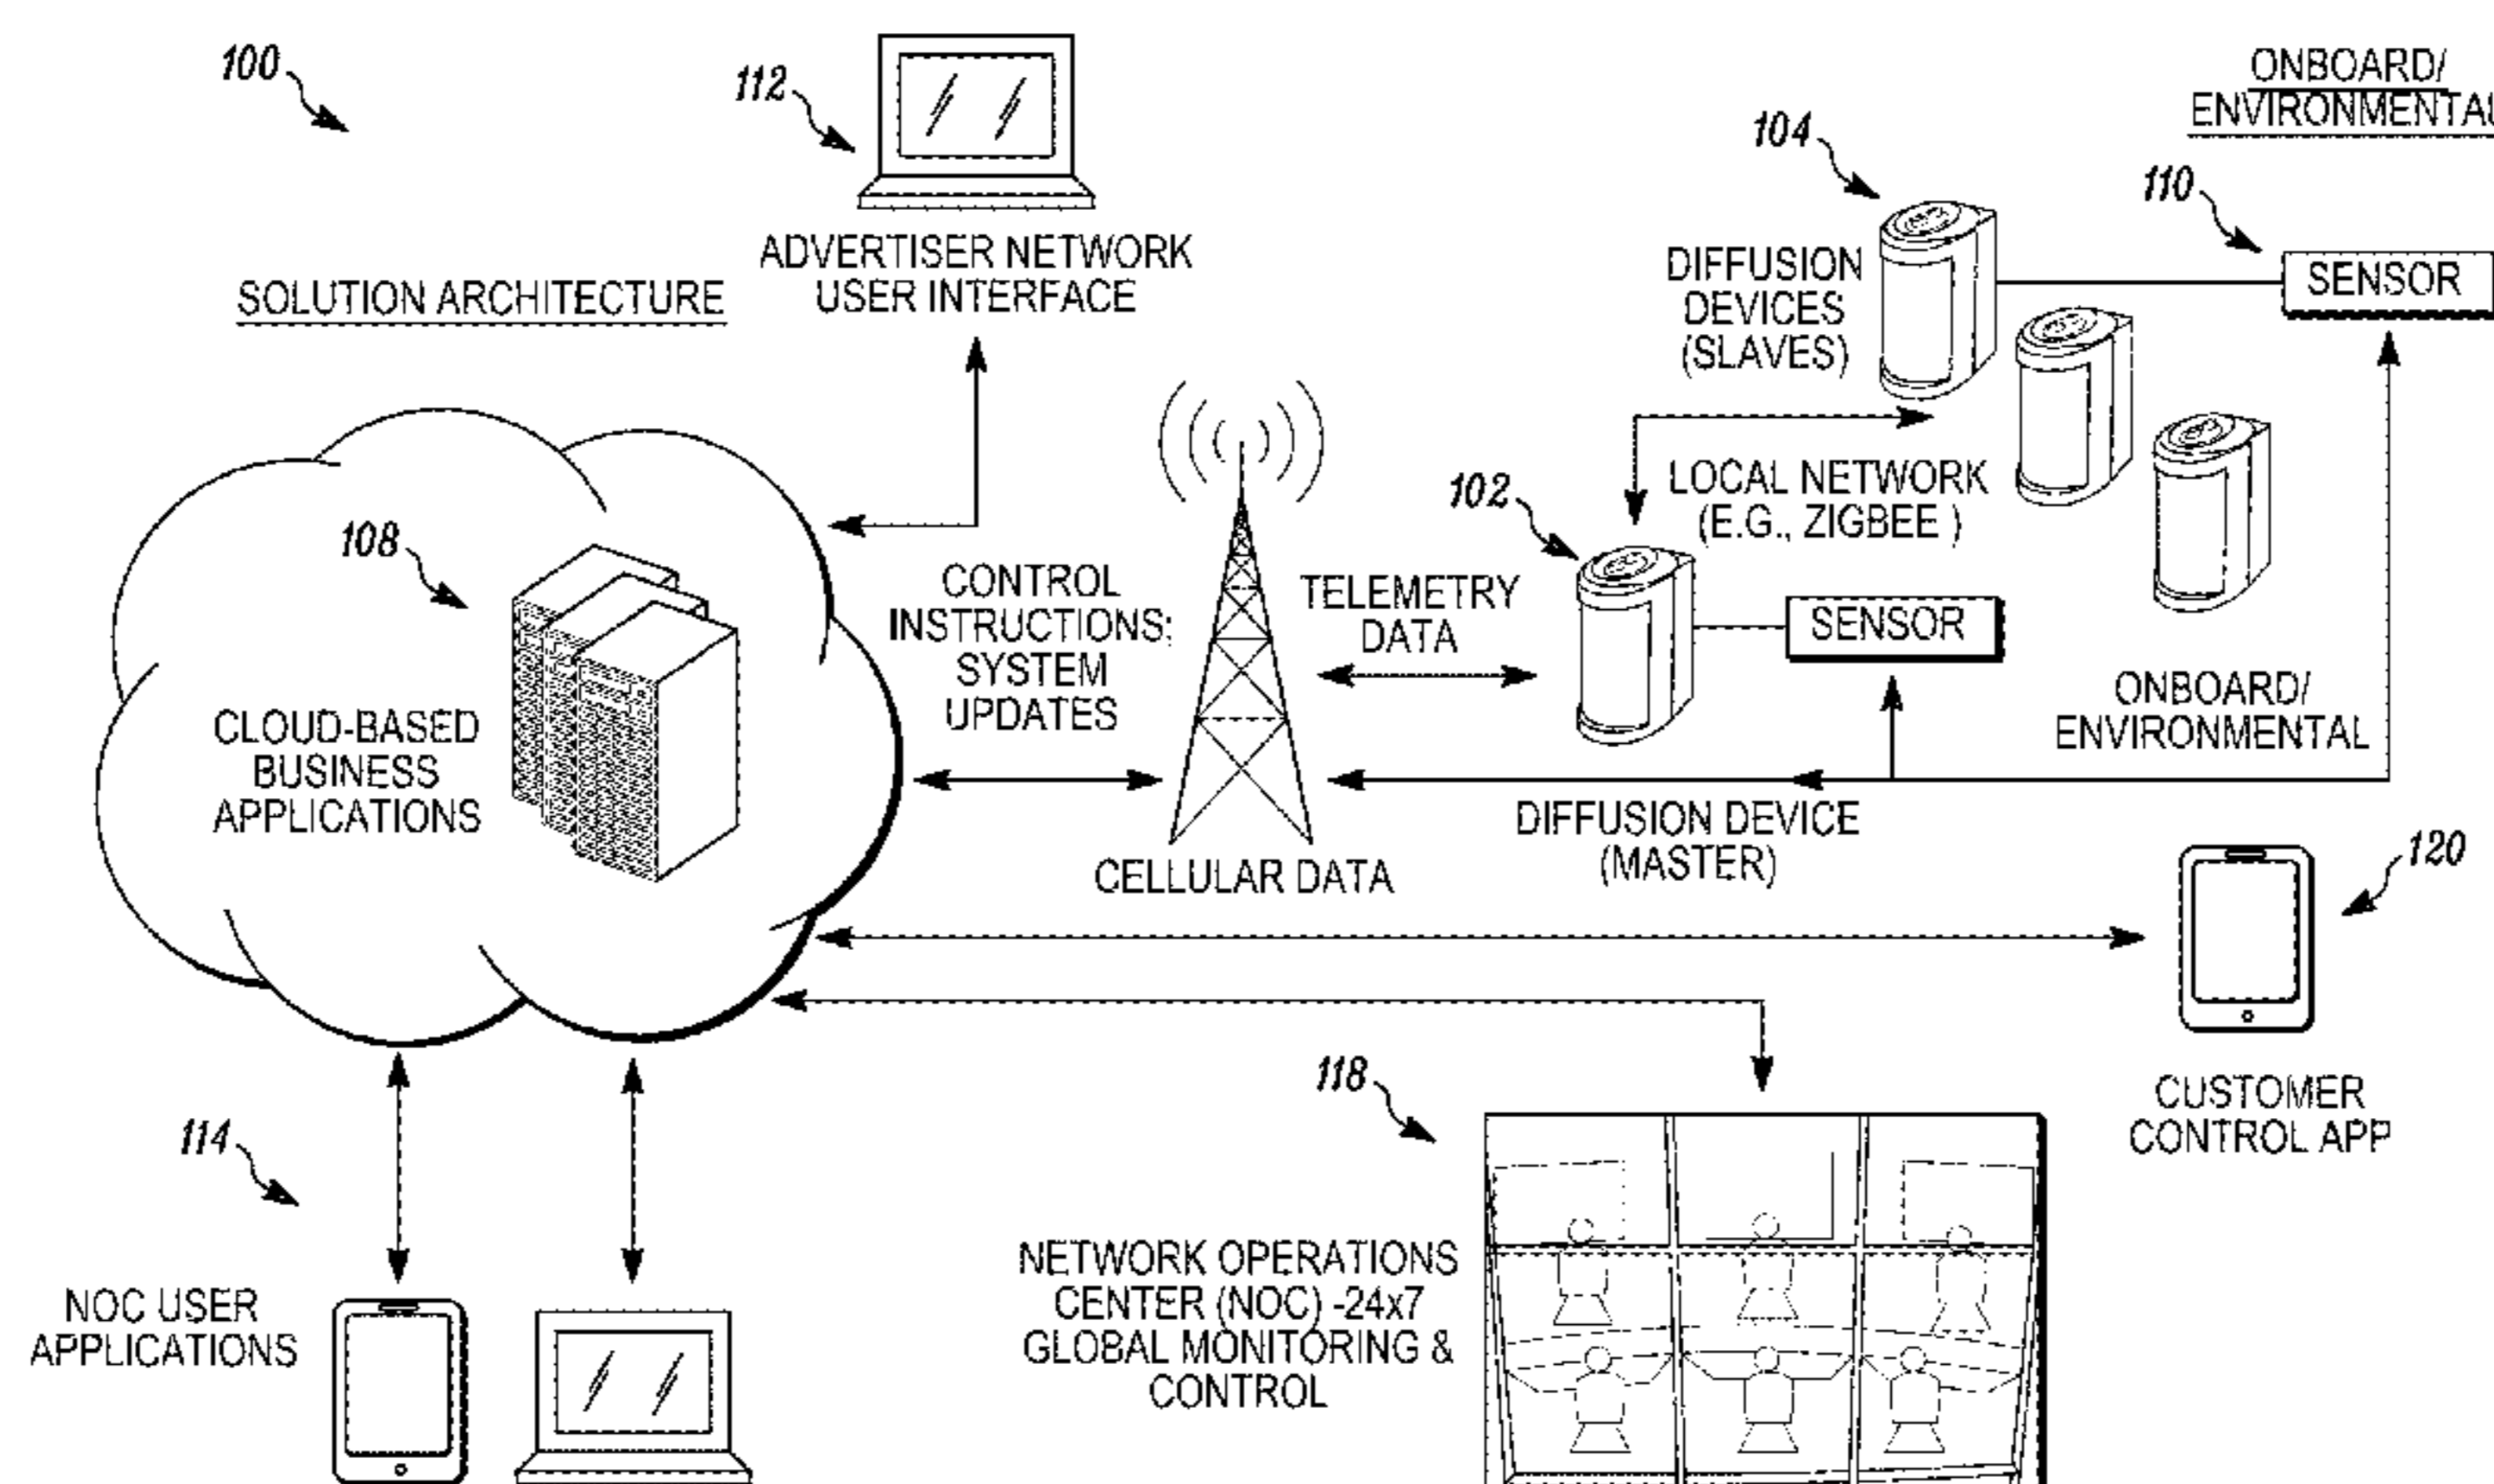 100
112
ADVERTISER NETWORK
USER INTERFACE
SOLUTION ARCHITECTURE
ONBOARD/
ENVIRONMENTAL
104
110
DIFFUSION
DEVICES
(SLAVES)
SENSOR
LOCAL NETWORK
(E.G., ZIGBEE )
102
108
CONTROL
INSTRUCTIONS;
SYSTEM
UPDATES
TELEMETRY
DATA
SENSOR
ONBOARD/
ENVIRONMENTAL
CLOUD-BASED
BUSINESS
APPLICATIONS
DIFFUSION DEVICE
(MASTER)
CELLULAR DATA
120
CUSTOMER
CONTROL APP
118
114
NOC USER
APPLICATIONS
NETWORK OPERATIONS
CENTER (NOC) -24x7
GLOBAL MONITORING &
CONTROL